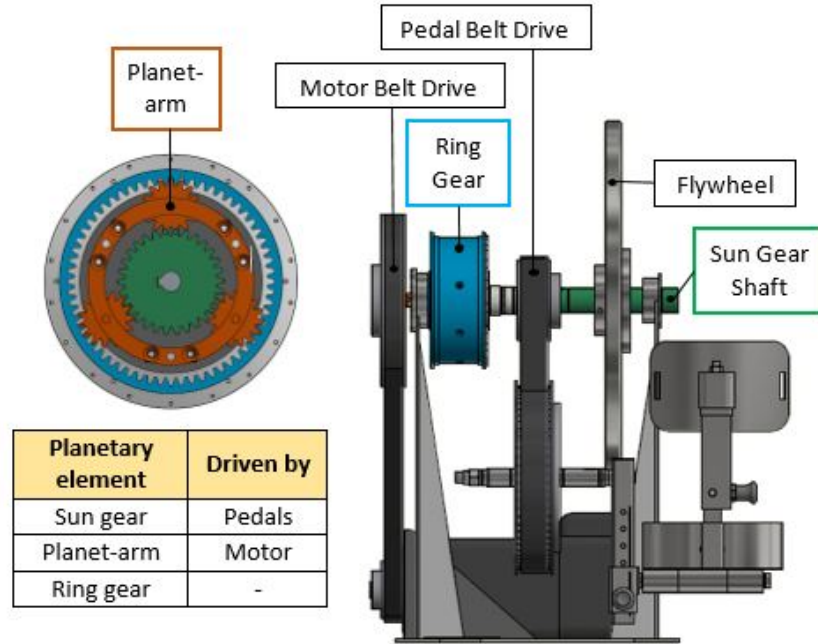 Pedal Belt Drive
Planet-
arm
Motor Belt Drive
Ring
Gear
Flywheel
Sun Gear
Shaft
Planetary
element
Driven by
Sun gear
Pedals
Planet-arm
Motor
Ring gear
-